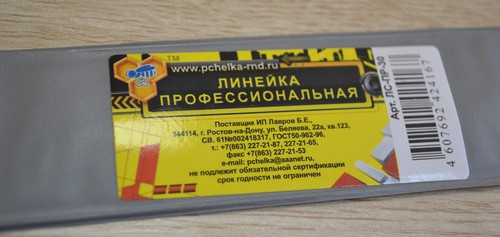 TM
www.pchelka-rnd.ru
ЛИНЕЙКА
ПРОФЕССИОНАЛЬНАЯ
Поставщик ИП Лавров Б.Е.,
344114, г. Ростов-на-Дону, ул. Беляева, 22а, кв.123,
СВ. 61№002418317, ГОСТ50-962-96,
т.: +7(863) 227-21-87, 227-21-65,
факс +7(863) 227-21-53
e-mail: pchelka@aaanet.ru,
не подлежит обязательной сертификации
срок годности не ограничен
Арт. ЛС-ПР-30
4 607692 424167